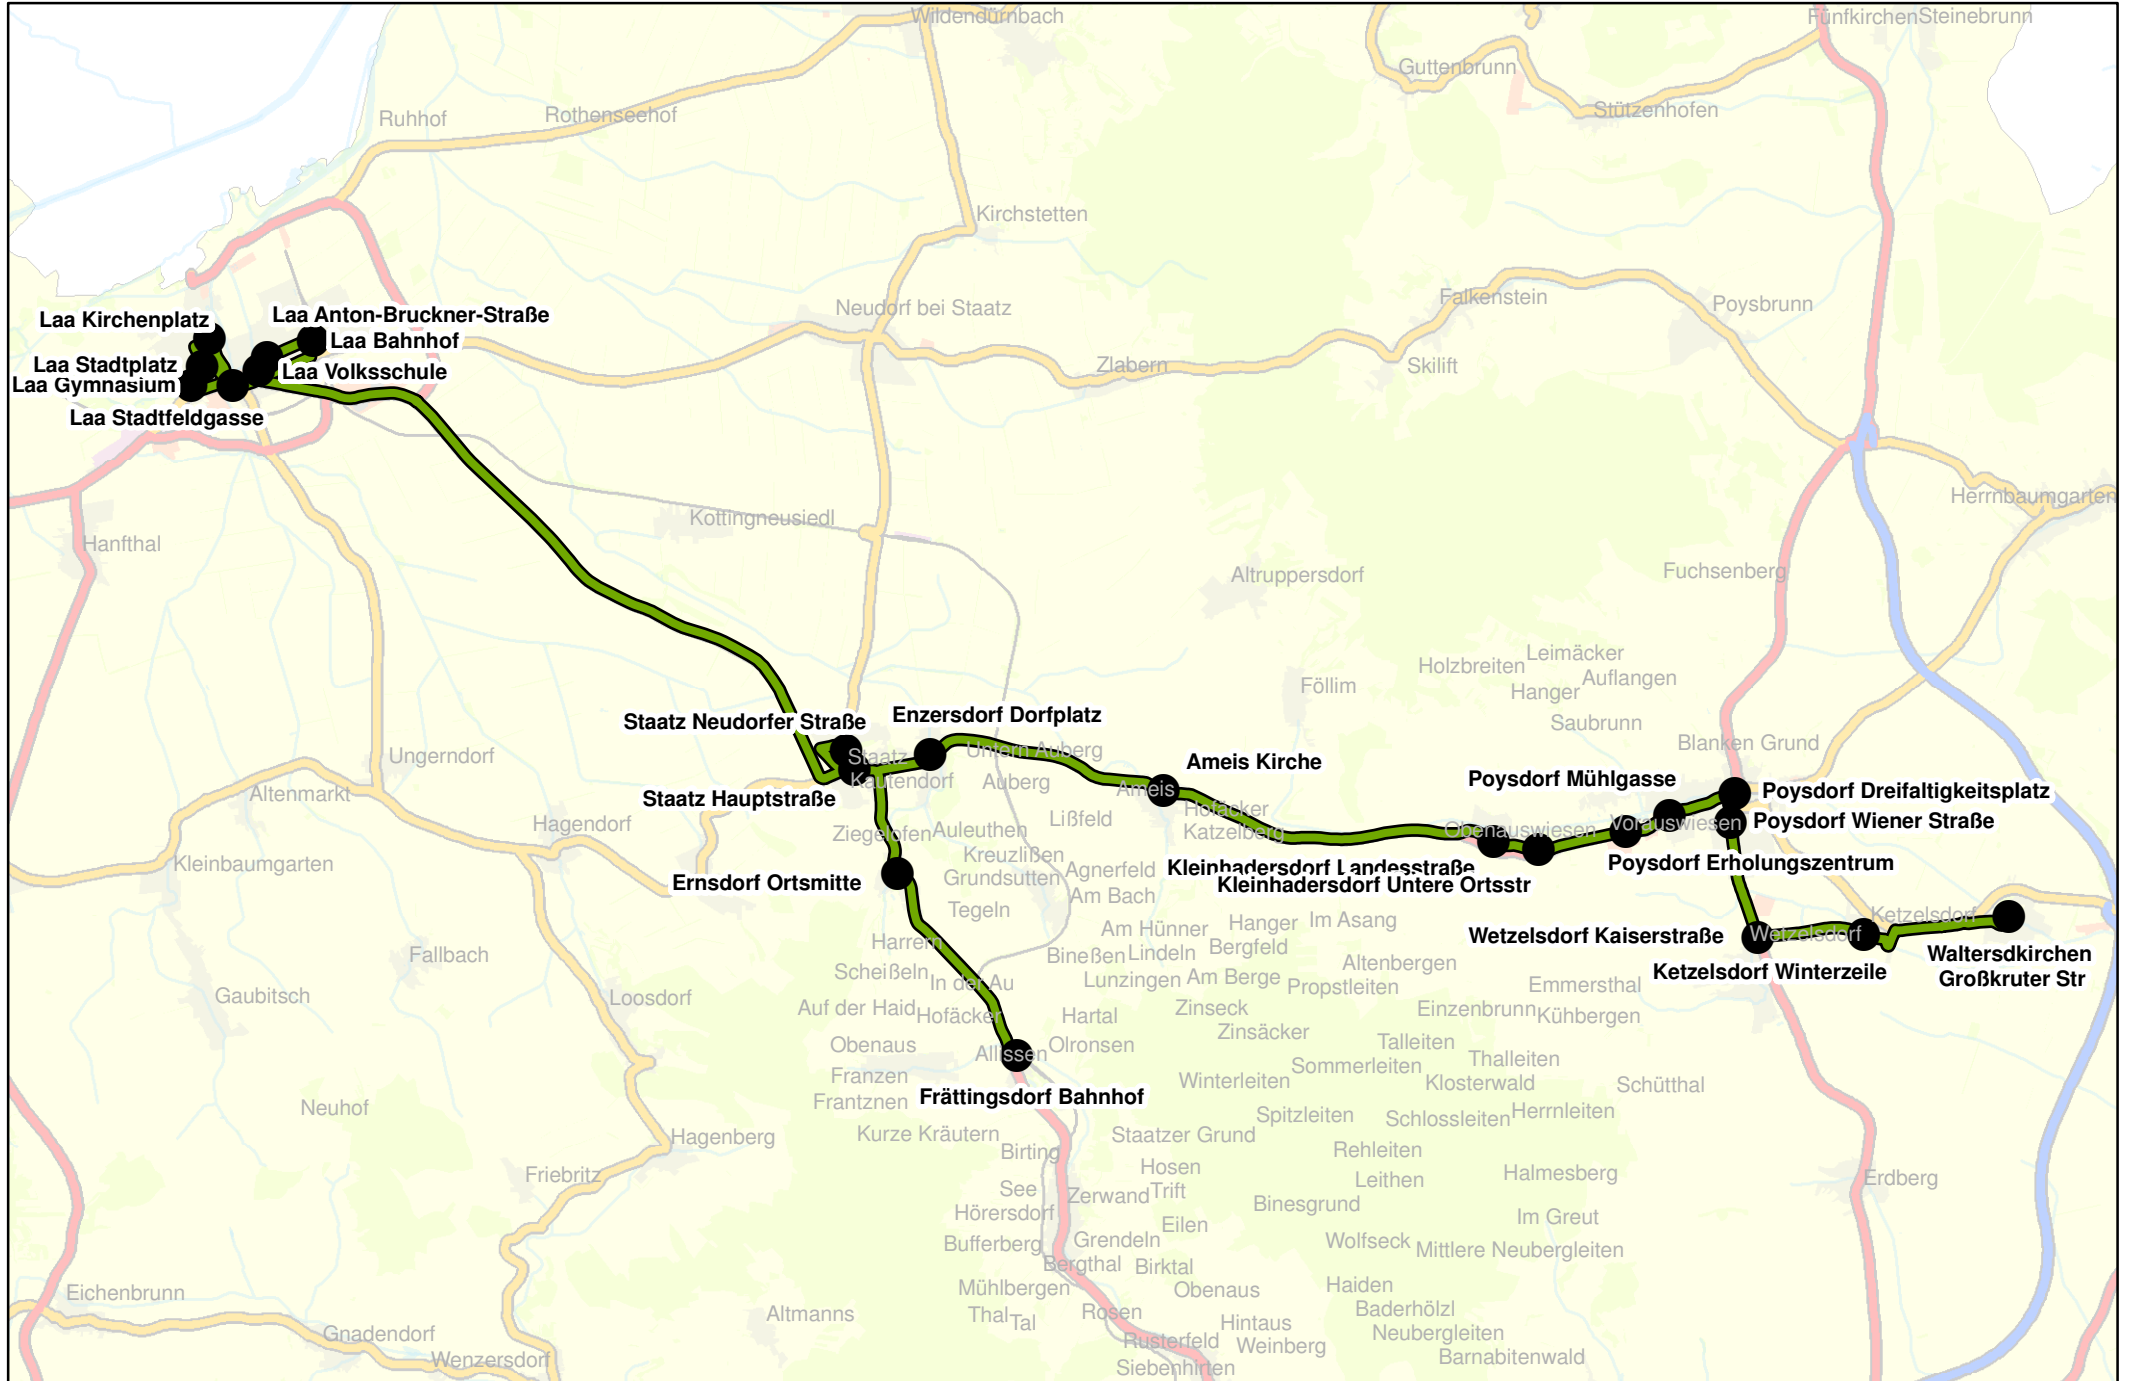 Wildendürnbach
Fünfkirchen
Steinebrunn
Guttenbrunn
Stützenhofen
Ruhhof
Rothenseehof
Kirchstetten
Neudorf bei Staatz
Falkenstein
Poysbrunn
Laa Kirchenplatz
Laa Anton-Bruckner-Straße
Laa Bahnhof
Laa Stadtplatz
Laa Volksschule
Laa Gymnasium
Laa Stadtfeldgasse
Zlabern
Skilift
Herrnbaumgarten
Kottingneusiedl
Hanfthal
Altruppersdorf
Fuchsenberg
Leimäcker
Holzbreiten
Auflangen
Hanger
Föllim
Saubrunn
Staatz Neudorfer Straße
Enzersdorf Dorfplatz
Blanken Grund
Ungerndorf
Staatz
Untern Auberg
Kautendorf
Auberg
Ameis Kirche
Ameis
Poysdorf Mühlgasse
Poysdorf Dreifaltigkeitsplatz
Altenmarkt
Staatz Hauptstraße
Hofäcker
Lißfeld
Katzelberg
Obenauswiesen
Vorauswiesen
Poysdorf Wiener Straße
Hagendorf
Ziegelofen
Auleuthen
Kreuzlißen
Kleinbaumgarten
Agnerfeld
Kleinhadersdorf Landesstraße
Poysdorf Erholungszentrum
Ernsdorf Ortsmitte
Grundsutten
Kleinhadersdorf Untere Ortsstr
Am Bach
Tegeln
Am Hünner
Hanger
Im Asang
Ketzelsdorf
Harrern
Wetzelsdorf Kaiserstraße
Wetzelsdorf
Fallbach
Bineßen
Lindeln
Bergfeld
Waltersdkirchen
Großkruter Str
Scheißeln
In der Au
Lunzingen
Am Berge
Altenbergen
Ketzelsdorf Winterzeile
Gaubitsch
Loosdorf
Propstleiten
Emmersthal
Auf der Haid
Hofäcker
Hartal
Zinseck
Einzenbrunn
Kühbergen
Zinsäcker
Obenaus
Allissen
Olronsen
Talleiten
Thalleiten
Sommerleiten
Franzen
Winterleiten
Klosterwald
Schütthal
Frantznen
Frättingsdorf Bahnhof
Neuhof
Spitzleiten
Schlossleiten
Herrnleiten
Hagenberg
Kurze Kräutern
Staatzer Grund
Birting
Rehleiten
Friebritz
Hosen
Leithen
Halmesberg
Erdberg
See
Zerwand
Trift
Binesgrund
Hörersdorf
Im Greut
Eilen
Bufferberg
Grendeln
Wolfseck
Mittlere Neubergleiten
Bergthal
Birktal
Eichenbrunn
Mühlbergen
Obenaus
Haiden
Altmanns
Thal
Tal
Rosen
Baderhölzl
Gnadendorf
Hintaus
Neubergleiten
Rusterfeld
Weinberg
Wenzersdorf
Siebenhirten
Barnabitenwald